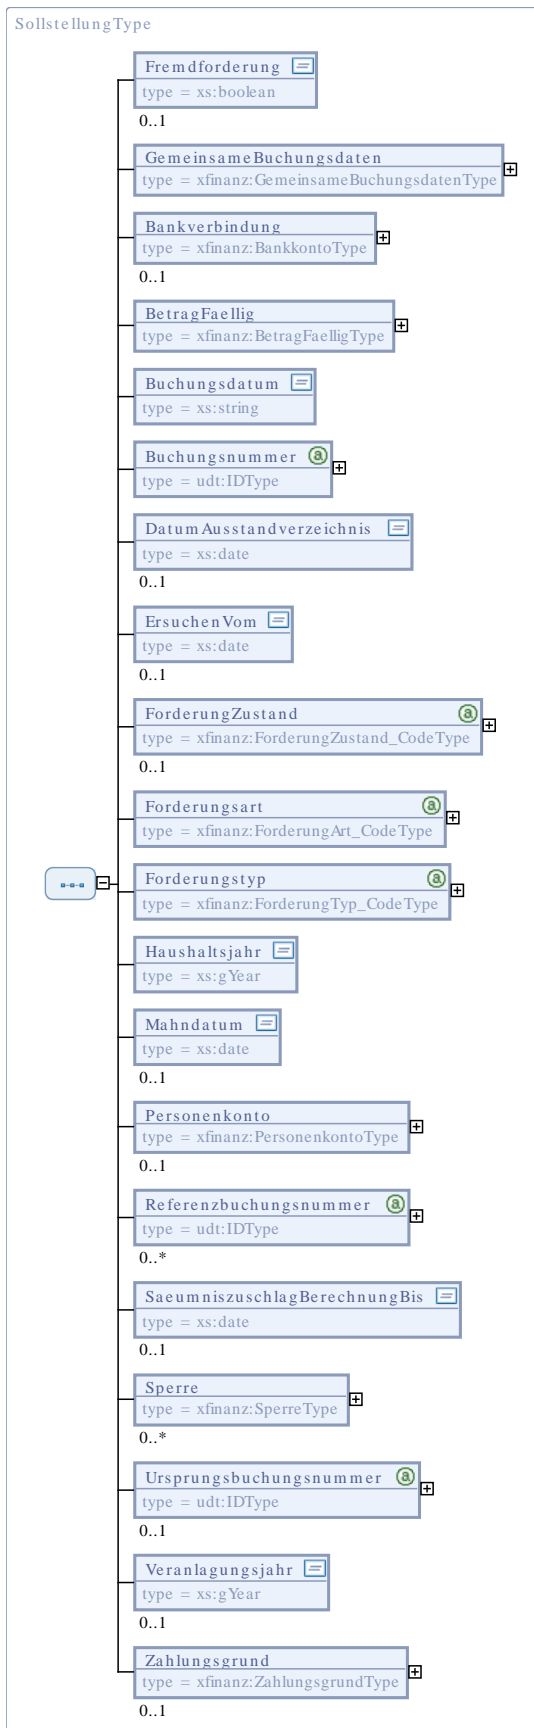 SollstellungType
Fremdforderung
type = xs:boolean
0..1
GemeinsameBuchungsdaten
type = xfinanz:GemeinsameBuchungsdatenType
Bankverbindung
type = xfinanz:BankkontoType
0..1
BetragFaellig
type = xfinanz:BetragFaelligType
Buchungsdatum
type = xs:string
Buchungsnummer a
type = udt:IDType
DatumAusstandverzeichnis
type = xs:date
0..1
ErsuchenVom
type = xs:date
0..1
ForderungZustand a
type = xfinanz:ForderungZustand_CodeType
0..1
Forderungsart a
type = xfinanz:ForderungArt_CodeType
Forderungstyp a
type = xfinanz:ForderungTyp_CodeType
Haushaltsjahr
type = xs:gYear
Mahndatum
type = xs:date
0..1
Personenkonto
type = xfinanz:PersonenkontoType
0..1
Referenzbuchungsnummer a
type = udt:IDType
0..*
SaeumniszuschlagBerechnungBis
type = xs:date
0..1
Sperre
type = xfinanz:SperreType
0..*
Ursprungsbuchungsnummer a
type = udt:IDType
0..1
Veranlagungsjahr
type = xs:gYear
0..1
Zahlungsgrund
type = xfinanz:ZahlungsgrundType
0..1